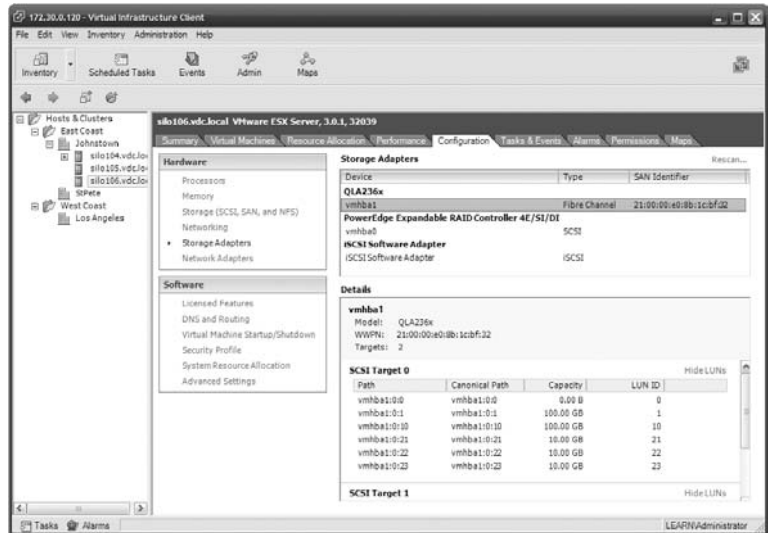 172.30.0.120 - Virtual Infrastructure Client
File Edit View Inventory Administration Help
Inventory Scheduled Tasks Events Admin Maps
Hosts & Clusters
East Coast
Johnstown
silo104.vdc.lo
silo105.vdc.lo
silo106.vdc.lo
StPete
West Coast
Los Angeles
silo106.vdc.local VMware ESX Server, 3.0.1, 32039
Summary Virtual Machines Resource Allocation Performance Configuration Tasks & Events Alarms Permissions Maps
Hardware
Processors
Memory
Storage (SCSI, SAN, and NFS)
Networking
Storage Adapters
Network Adapters
Software
Licensed Features
DNS and Routing
Virtual Machine Startup/Shutdown
Security Profile
System Resource Allocation
Advanced Settings
Storage Adapters Rescan...
Device Type SAN Identifier
QLA236x
vmhba1 Fibre Channel 21:00:00:e0:8b:1c:bf:32
PowerEdge Expandable RAID Controller 4E/SI/DI
vmhba0 SCSI
iSCSI Software Adapter
iSCSI Software Adapter iSCSI
Details
vmhba1
Model: QLA236x
WWPN: 21:00:00:e0:8b:1c:bf:32
Targets: 2
SCSI Target 0 Hide LUNs
Path Canonical Path Capacity LUN ID
vmhba1:0:0 vmhba1:0:0 0.00 B 0
vmhba1:0:1 vmhba1:0:1 100.00 GB 1
vmhba1:0:10 vmhba1:0:10 100.00 GB 10
vmhba1:0:21 vmhba1:0:21 10.00 GB 21
vmhba1:0:22 vmhba1:0:22 10.00 GB 22
vmhba1:0:23 vmhba1:0:23 10.00 GB 23
SCSI Target 1 Hide LUNs
Tasks Alarms LEARN\Administrator